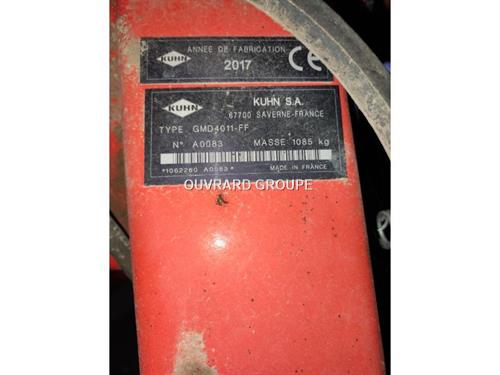 KUHN
ANNÉE DE FABRICATION
2017
CE
KUHN
KUHN S.A.
67700 SAVERNE-FRANCE
TYPE GMD4011-FF
N° A0083 MASSE 1085 kg
*1062260 A0083*
MADE IN FRANCE
OUVRARD GROUPE